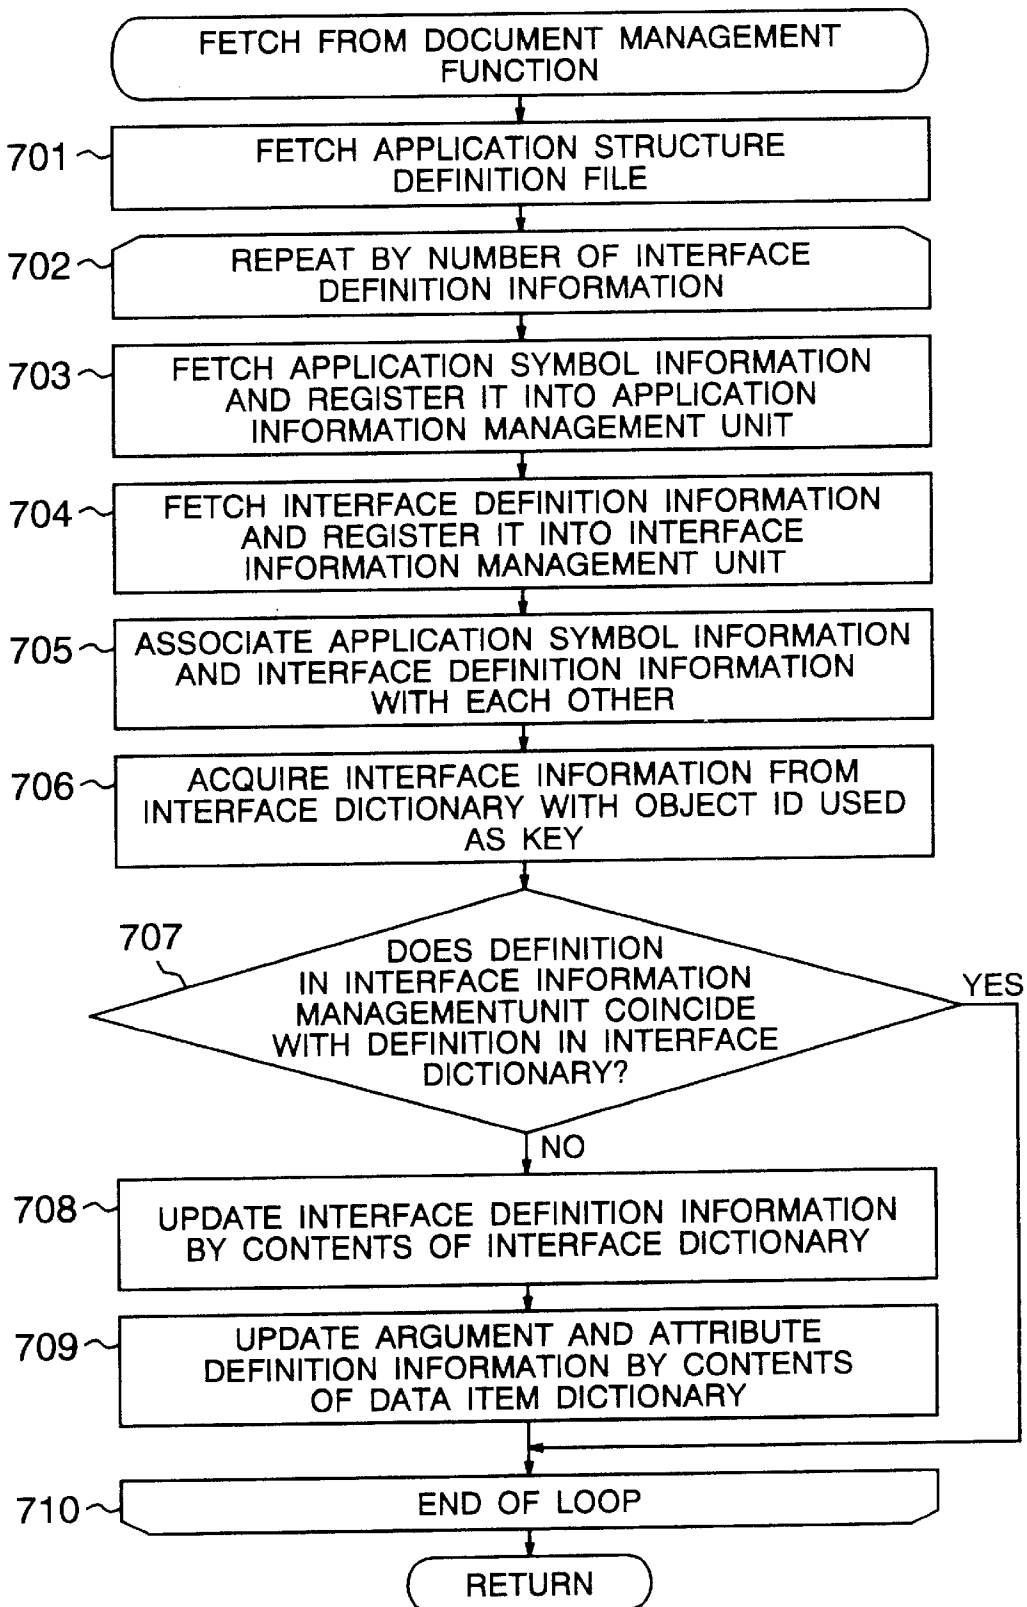 FETCH FROM DOCUMENT MANAGEMENT
FUNCTION
701
FETCH APPLICATION STRUCTURE
DEFINITION FILE
702
REPEAT BY NUMBER OF INTERFACE
DEFINITION INFORMATION
703
FETCH APPLICATION SYMBOL INFORMATION
AND REGISTER IT INTO APPLICATION
INFORMATION MANAGEMENT UNIT
704
FETCH INTERFACE DEFINITION INFORMATION
AND REGISTER IT INTO INTERFACE
INFORMATION MANAGEMENT UNIT
705
ASSOCIATE APPLICATION SYMBOL INFORMATION
AND INTERFACE DEFINITION INFORMATION
WITH EACH OTHER
706
ACQUIRE INTERFACE INFORMATION FROM
INTERFACE DICTIONARY WITH OBJECT ID USED
AS KEY
707
DOES DEFINITION
IN INTERFACE INFORMATION
MANAGEMENTUNIT COINCIDE
WITH DEFINITION IN INTERFACE
DICTIONARY?
YES
NO
708
UPDATE INTERFACE DEFINITION INFORMATION
BY CONTENTS OF INTERFACE DICTIONARY
709
UPDATE ARGUMENT AND ATTRIBUTE
DEFINITION INFORMATION BY CONTENTS
OF DATA ITEM DICTIONARY
710
END OF LOOP
RETURN